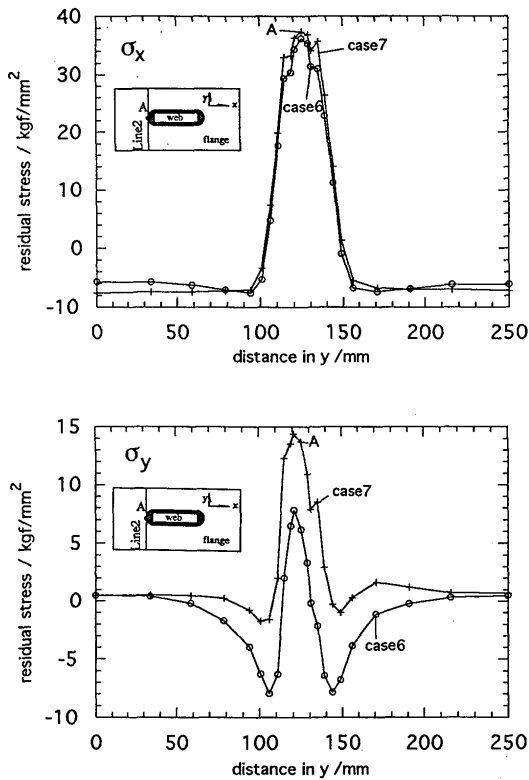 σx
A
case7
case6
A
y
x
web
Line2
flange
residual stress / kgf/mm²
40
30
20
10
0
-10
0
50
100
150
200
250
distance in y /mm
σy
A
case7
case6
A
y
x
web
Line2
flange
residual stress / kgf/mm²
15
10
5
0
-5
-10
0
50
100
150
200
250
distance in y /mm